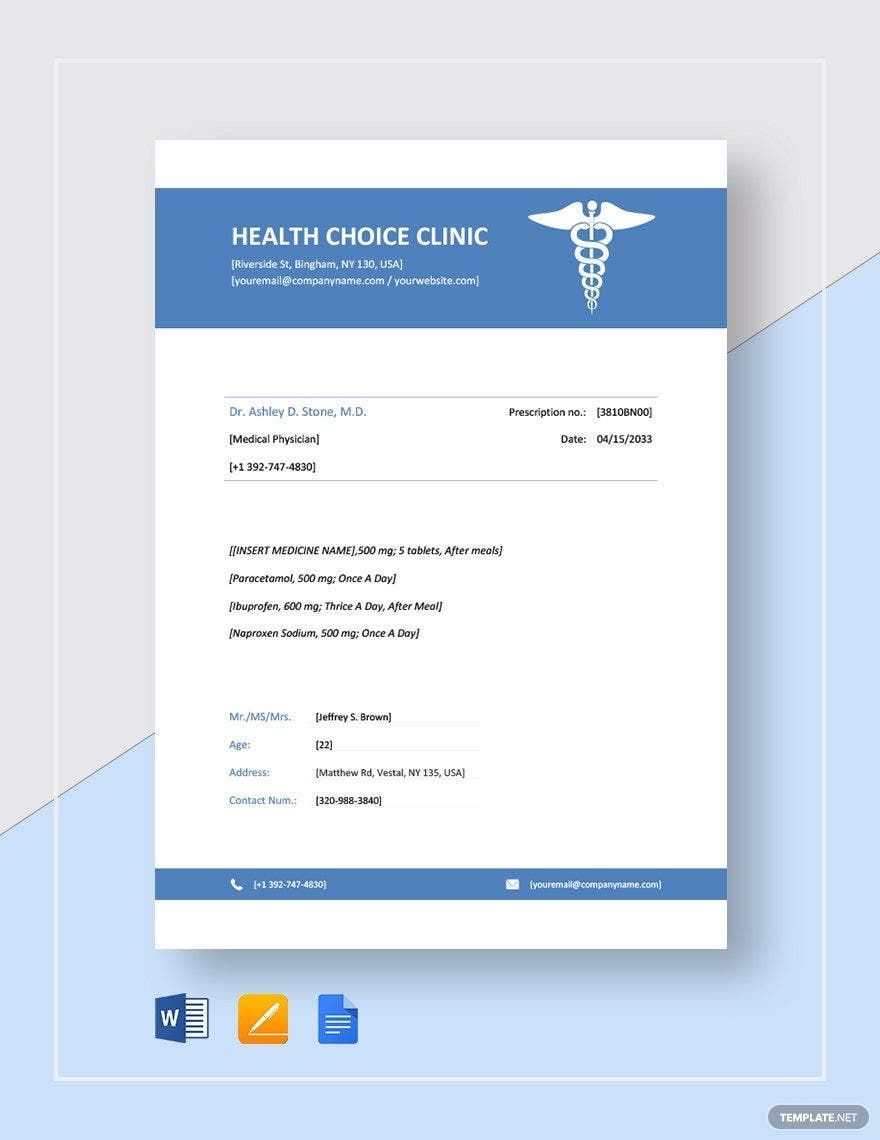 HEALTH CHOICE CLINIC
[Riverside St, Bingham, NY 130, USA]
[youremail@companyname.com / yourwebsite.com]
Dr. Ashley D. Stone, M.D.
Prescription no.: [3810BN00]
[Medical Physician]
Date: 04/15/2033
[+1 392-747-4830]
[[INSERT MEDICINE NAME],500 mg; 5 tablets, After meals]
[Paracetamol, 500 mg; Once A Day]
[Ibuprofen, 600 mg; Thrice A Day, After Meal]
[Naproxen Sodium, 500 mg; Once A Day]
Mr./MS/Mrs. [Jeffrey S. Brown]
Age: [22]
Address: [Matthew Rd, Vestal, NY 135, USA]
Contact Num.: [320-988-3840]
[+1 392-747-4830]
[youremail@companyname.com]
W
TEMPLATE.NET